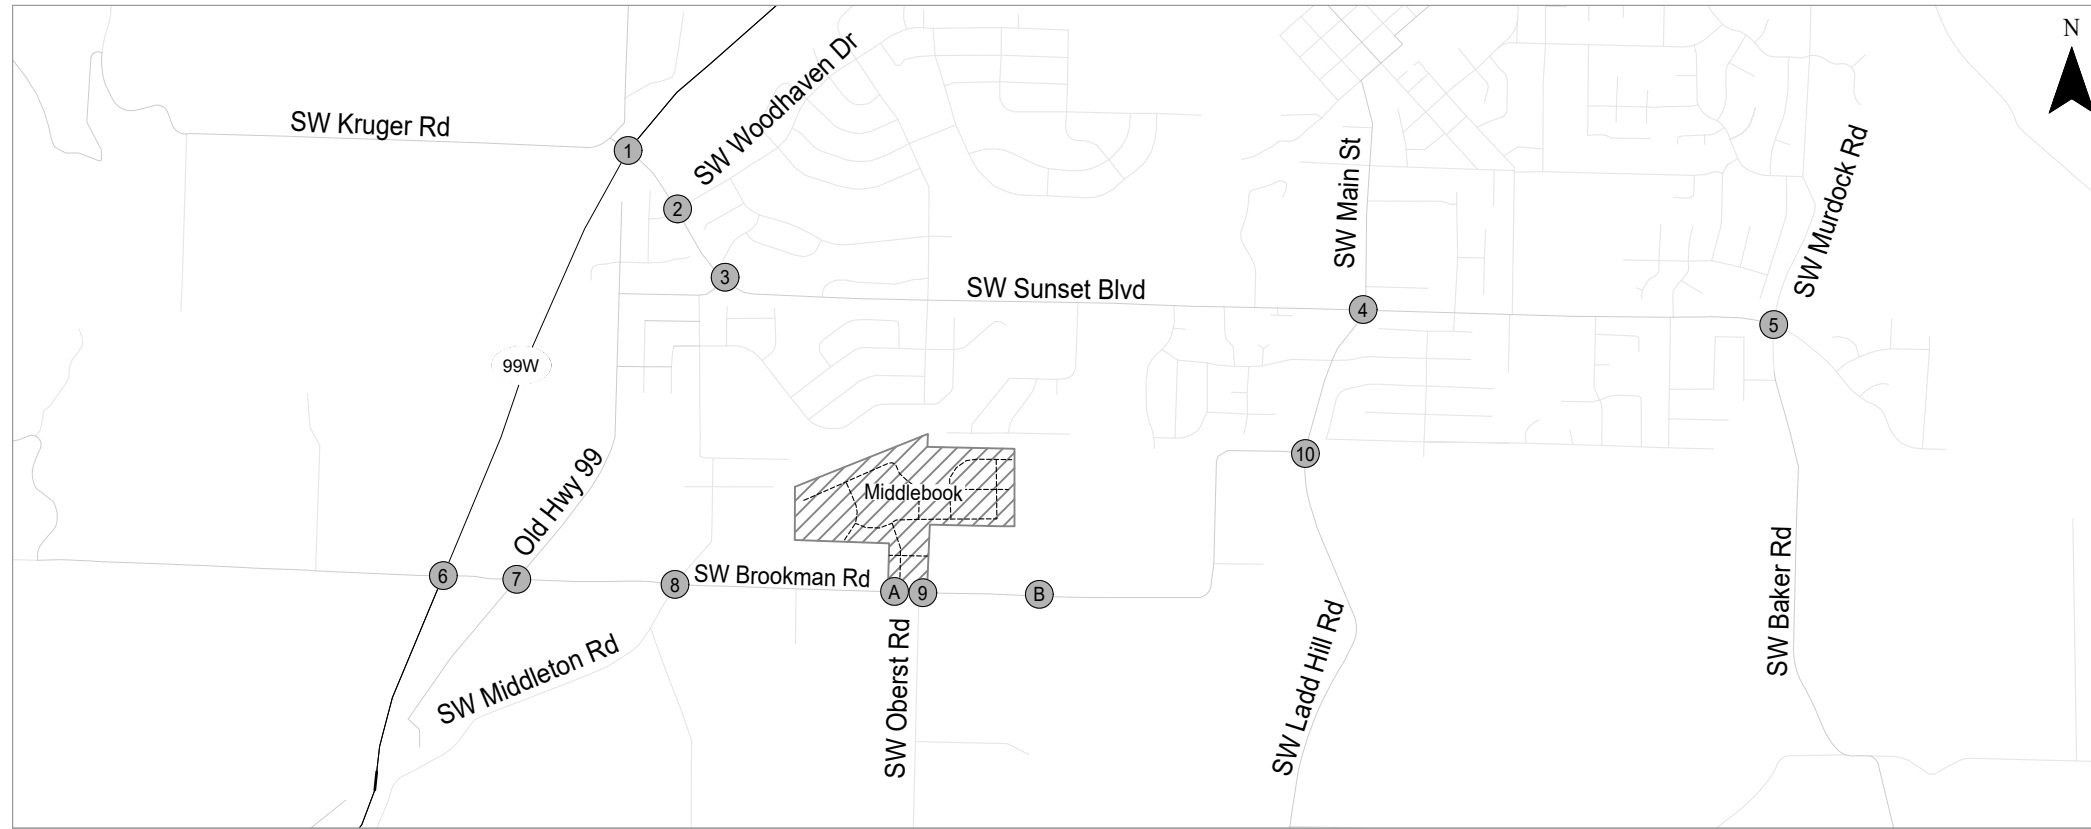 N
SW Woodhaven Dr
SW Kruger Rd
1
SW Murdock Rd
SW Main St
2
3
SW Sunset Blvd
4
5
99W
Old Hwy 99
10
Middlebook
SW Brookman Rd
6
7
8
A
9
B
SW Baker Rd
SW Middleton Rd
SW Oberst Rd
SW Ladd Hill Rd